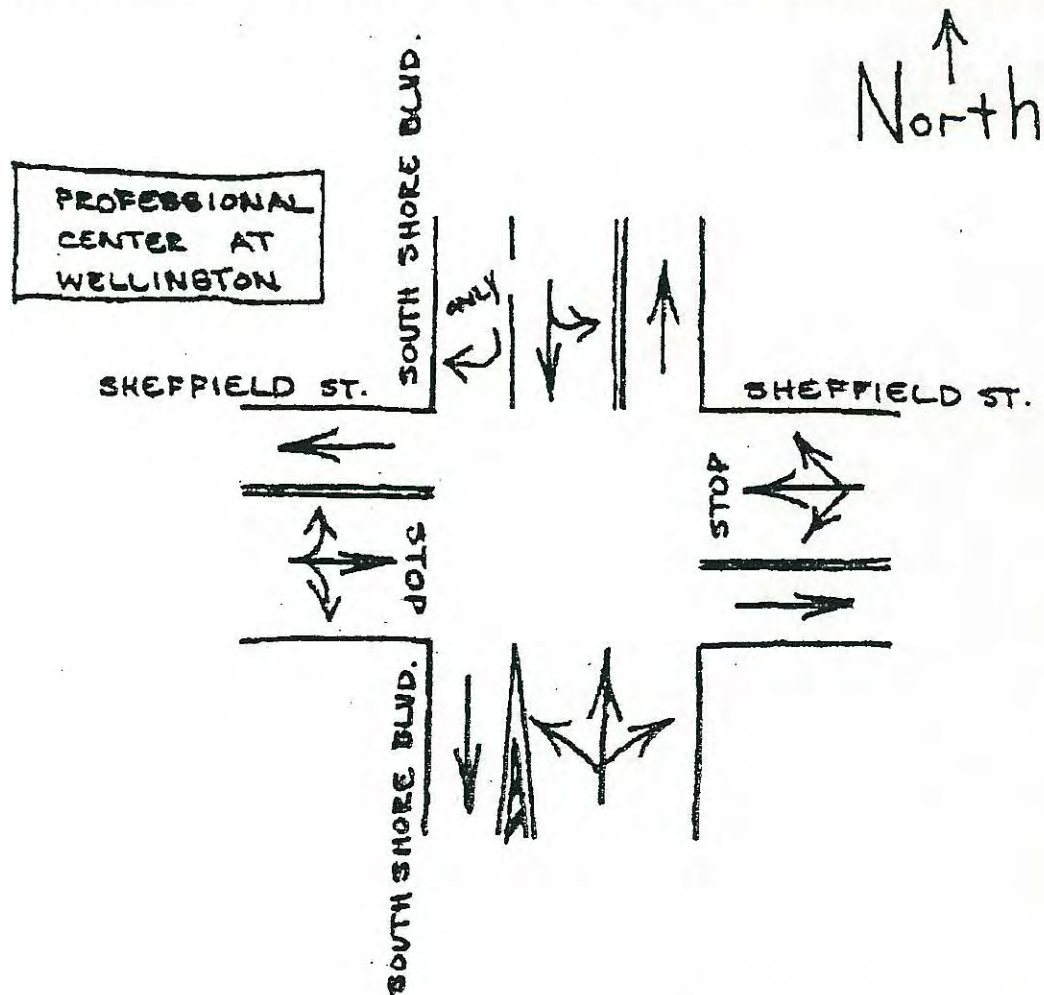 North
SOUTH SHORE BLVD.
PROFESSIONAL
CENTER AT
WELLINGTON
ONLY
SHEFFIELD ST.
SHEFFIELD ST.
STOP
STOP
SOUTH SHORE BLVD.